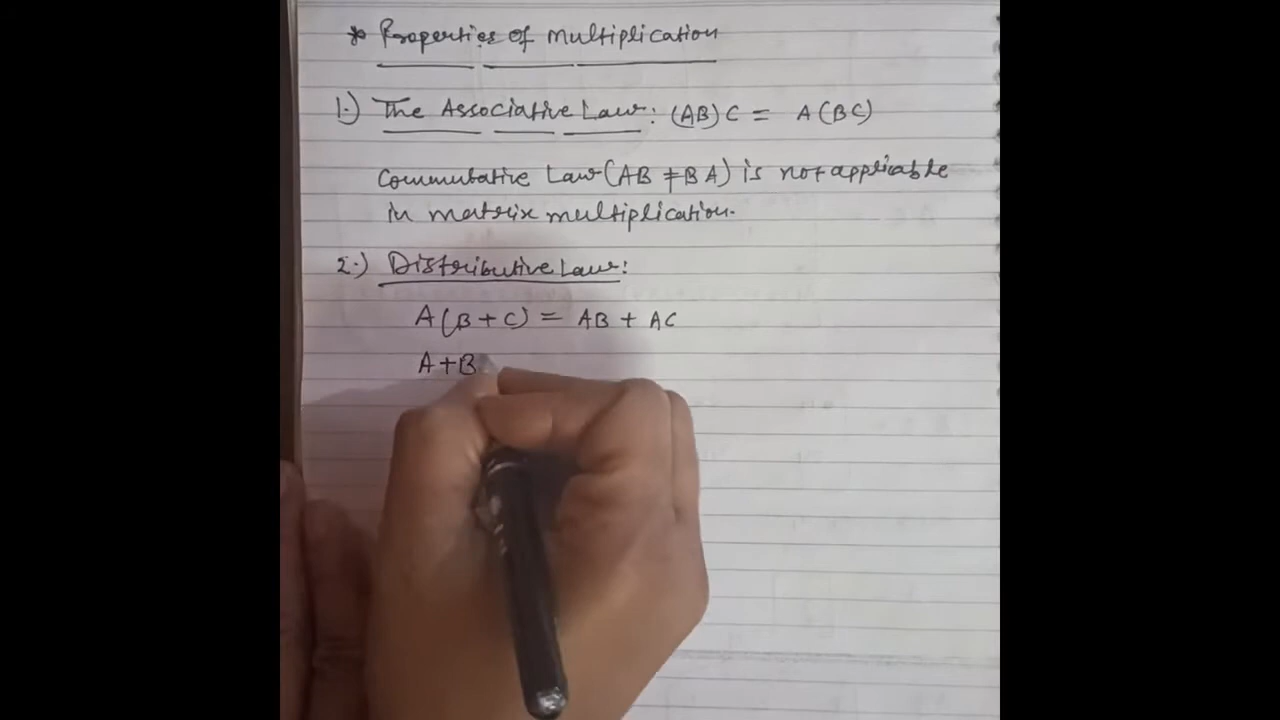 * Properties of multiplication
1.) The Associative Law: (AB)C = A(BC)
Commutative Law (AB ≠ BA) is not applicable
in matrix multiplication.
2.) Distributive Law:
A(B+C) = AB + AC
A+B